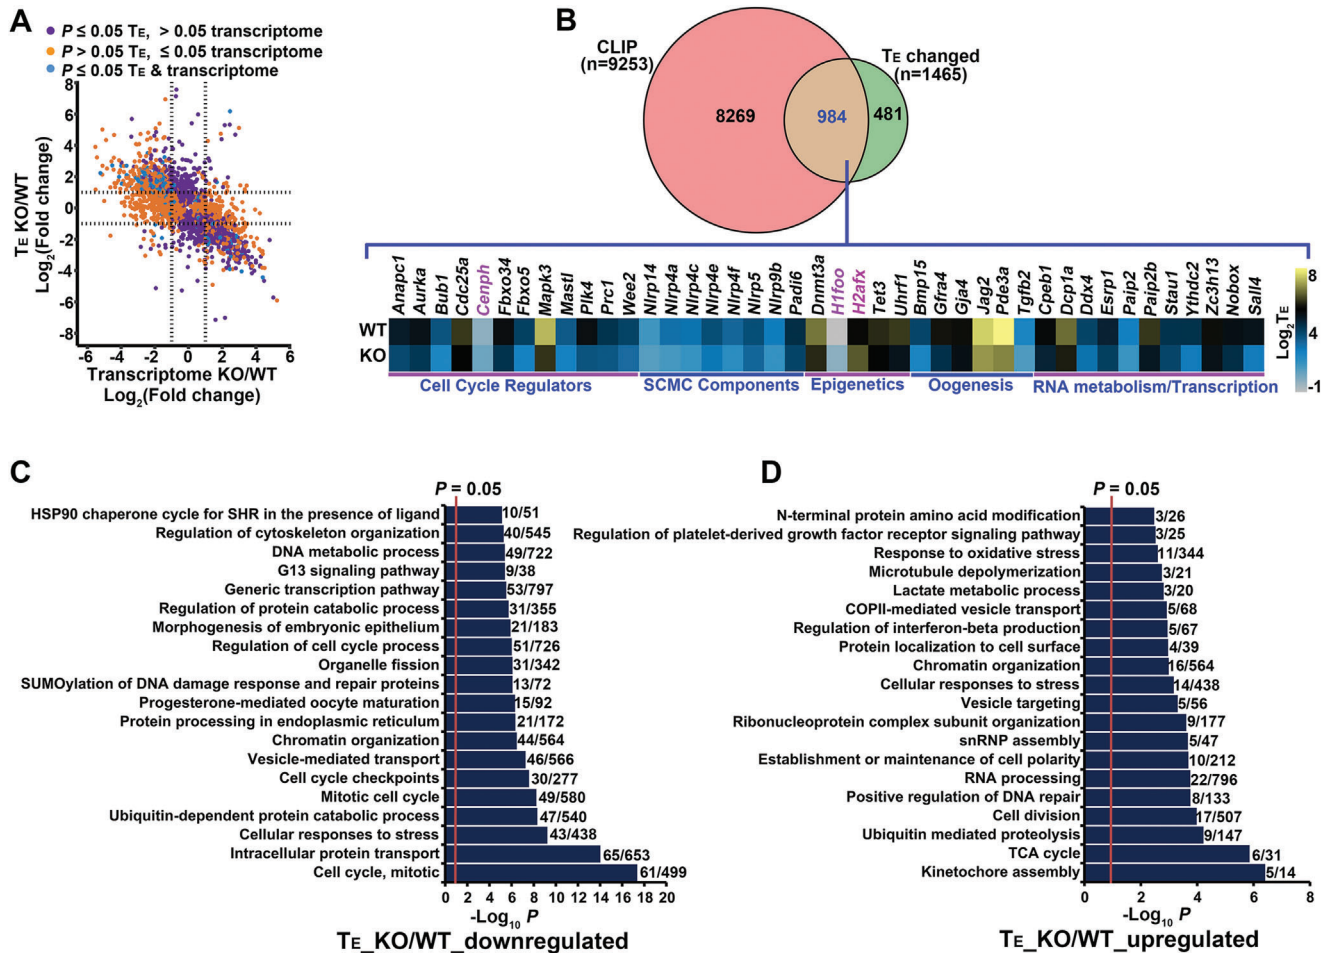 A
P ≤ 0.05 TE, > 0.05 transcriptome
P > 0.05 TE, ≤ 0.05 transcriptome
P ≤ 0.05 TE & transcriptome
8
6
4
2
0
-2
-4
-6
-8
TE KO/WT
Log2(Fold change)
-6 -4 -2 0 2 4 6
Transcriptome KO/WT
Log2(Fold change)
B
CLIP
(n=9253)
TE changed
(n=1465)
8269
984
481
Anapc1
Aurka
Bub1
Cdc25a
Cenph
Fbxo34
Fbxo5
Mapk3
Mastl
Plk4
Prc1
Wee2
Nlrp14
Nlrp4a
Nlrp4c
Nlrp4e
Nlrp4f
Nlrp5
Nlrp9b
Padi6
Dnmt3a
H1foo
H2afx
Tet3
Uhrf1
Bmp15
Gfra4
Gja4
Jag2
Pde3a
Tgfb2
Cpeb1
Dcp1a
Ddx4
Esrp1
Paip2
Paip2b
Stau1
Ythdc2
Zc3h13
Nobox
Sall4
WT
KO
Cell Cycle Regulators
SCMC Components
Epigenetics
Oogenesis
RNA metabolism/Transcription
Log2TE
8
4
-1
C
P = 0.05
HSP90 chaperone cycle for SHR in the presence of ligand 10/51
Regulation of cytoskeleton organization 40/545
DNA metabolic process 49/722
G13 signaling pathway 9/38
Generic transcription pathway 53/797
Regulation of protein catabolic process 31/355
Morphogenesis of embryonic epithelium 21/183
Regulation of cell cycle process 51/726
Organelle fission 31/342
SUMOylation of DNA damage response and repair proteins 13/72
Progesterone-mediated oocyte maturation 15/92
Protein processing in endoplasmic reticulum 21/172
Chromatin organization 44/564
Vesicle-mediated transport 46/566
Cell cycle checkpoints 30/277
Mitotic cell cycle 49/580
Ubiquitin-dependent protein catabolic process 47/540
Cellular responses to stress 43/438
Intracellular protein transport 65/653
Cell cycle, mitotic 61/499
0 2 4 6 8 10 12 14 16 18 20
-Log10 P
TE_KO/WT_downregulated
D
P = 0.05
N-terminal protein amino acid modification 3/26
Regulation of platelet-derived growth factor receptor signaling pathway 3/25
Response to oxidative stress 11/344
Microtubule depolymerization 3/21
Lactate metabolic process 3/20
COPII-mediated vesicle transport 5/68
Regulation of interferon-beta production 5/67
Protein localization to cell surface 4/39
Chromatin organization 16/564
Cellular responses to stress 14/438
Vesicle targeting 5/56
Ribonucleoprotein complex subunit organization 9/177
snRNP assembly 5/47
Establishment or maintenance of cell polarity 10/212
RNA processing 22/796
Positive regulation of DNA repair 8/133
Cell division 17/507
Ubiquitin mediated proteolysis 9/147
TCA cycle 6/31
Kinetochore assembly 5/14
0 2 4 6 8
-Log10 P
TE_KO/WT_upregulated